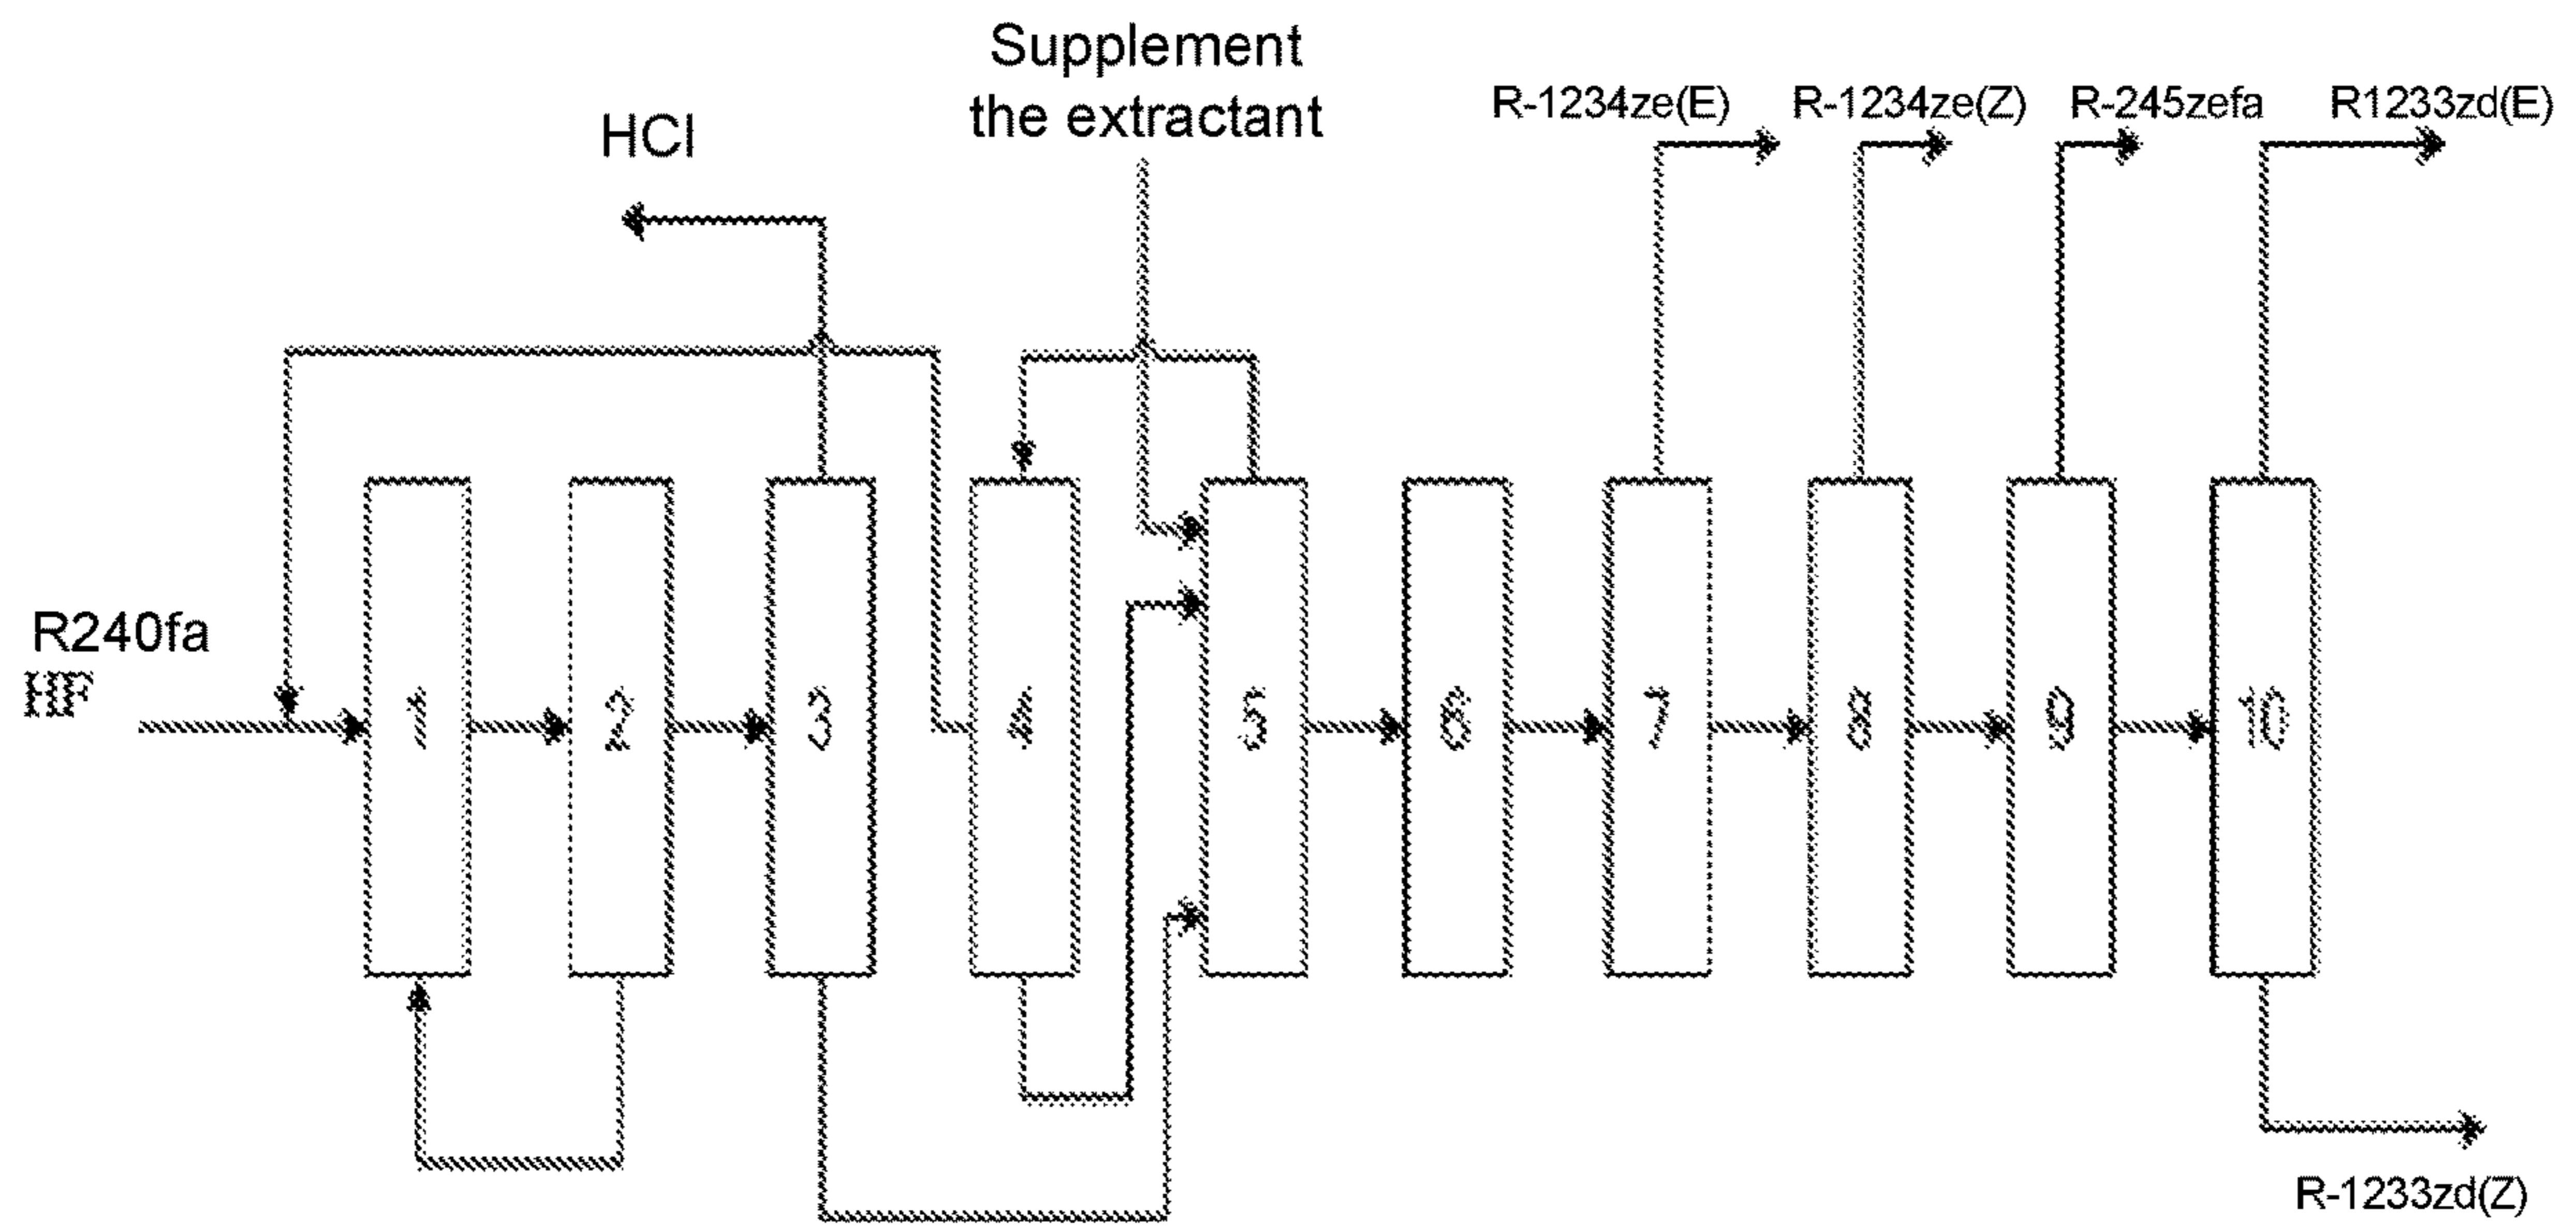 Supplement
the extractant
HCl
R-1234ze(E)
R-1234ze(Z)
R-245zefa
R1233zd(E)
R240fa
HF
1
2
3
4
5
6
7
8
9
10
R-1233zd(Z)